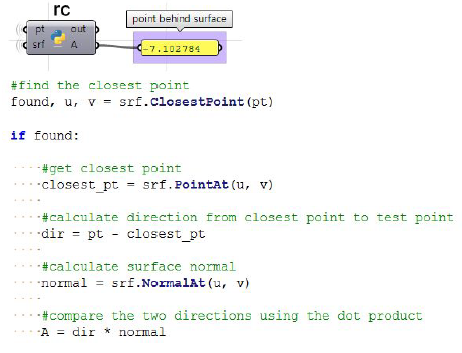 rc
point behind surface
pt out
srf A
-7.102784
#find the closest point
found, u, v = srf.ClosestPoint(pt)
if found:
#get closest point
closest_pt = srf.PointAt(u, v)
#calculate direction from closest point to test point
dir = pt - closest_pt
#calculate surface normal
normal = srf.NormalAt(u, v)
#compare the two directions using the dot product
A = dir * normal